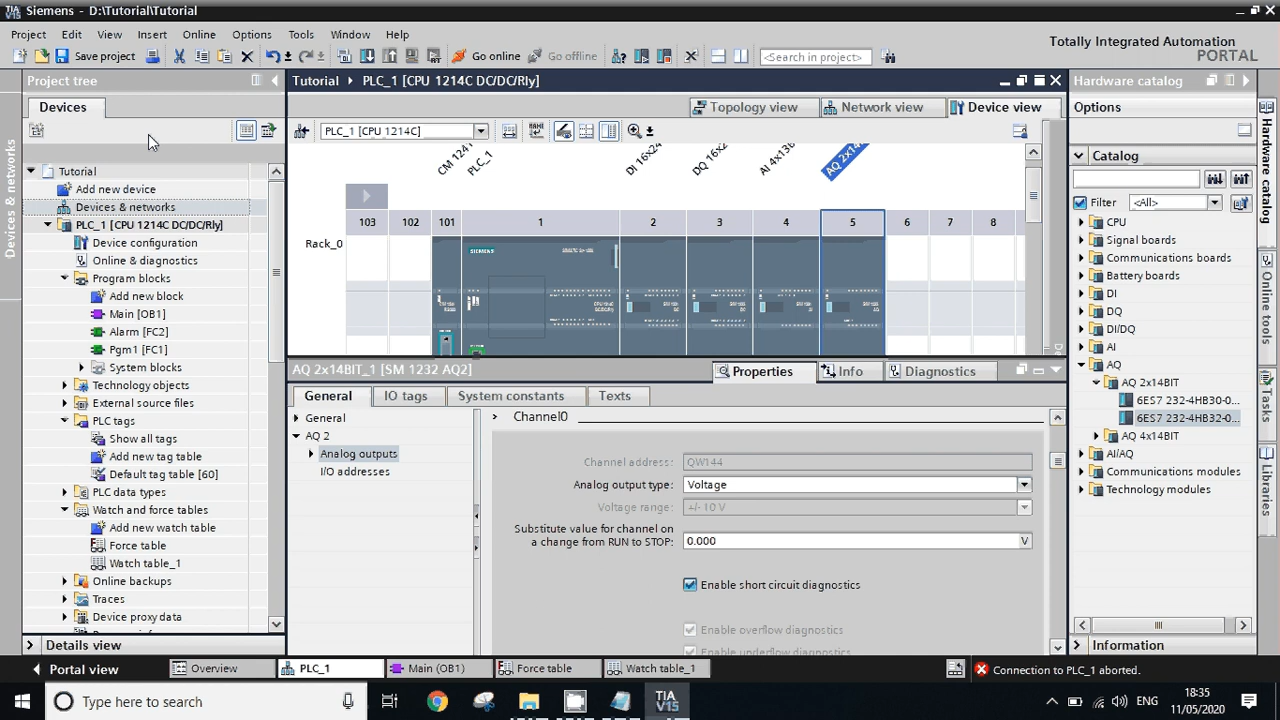 TIA V15 Siemens - D:\Tutorial\Tutorial
Project Edit View Insert Online Options Tools Window Help
Totally Integrated Automation
PORTAL
Save project
Go online
Go offline
<Search in project>
Project tree
Devices
Devices & networks
Tutorial
Add new device
Devices & networks
PLC_1 [CPU 1214C DC/DC/Rly]
Device configuration
Online & diagnostics
Program blocks
Add new block
Main [OB1]
Alarm [FC2]
Pgm1 [FC1]
System blocks
Technology objects
External source files
PLC tags
Show all tags
Add new tag table
Default tag table [60]
PLC data types
Watch and force tables
Add new watch table
Force table
Watch table_1
Online backups
Traces
Device proxy data
Details view
Tutorial PLC_1 [CPU 1214C DC/DC/Rly]
Topology view Network view Device view
PLC_1 [CPU 1214C]
CM 1241 PLC_1 DI 16x24 DQ 16x2 AI 4x13 AQ 2x14
103 102 101 1 2 3 4 5 6 7 8
Rack_0
SIEMENS
AQ 2x14BIT_1 [SM 1232 AQ2]
Properties Info Diagnostics
General IO tags System constants Texts
General
AQ 2
Analog outputs
I/O addresses
Channel0
Channel address: QW144
Analog output type: Voltage
Voltage range: +/- 10 V
Substitute value for channel on
a change from RUN to STOP: 0.000 V
Enable short circuit diagnostics
Enable overflow diagnostics
Enable underflow diagnostics
Hardware catalog
Options
Catalog
Filter <All>
CPU
Signal boards
Communications boards
Battery boards
DI
DQ
DI/DQ
AI
AQ
AQ 2x14BIT
6ES7 232-4HB30-0...
6ES7 232-4HB32-0...
AQ 4x14BIT
AI/AQ
Communications modules
Technology modules
Information
Hardware catalog
Online tools
Tasks
Libraries
Portal view Overview PLC_1 Main (OB1) Force table Watch table_1
Connection to PLC_1 aborted.
Type here to search
TIA V15
ENG
18:35
11/05/2020